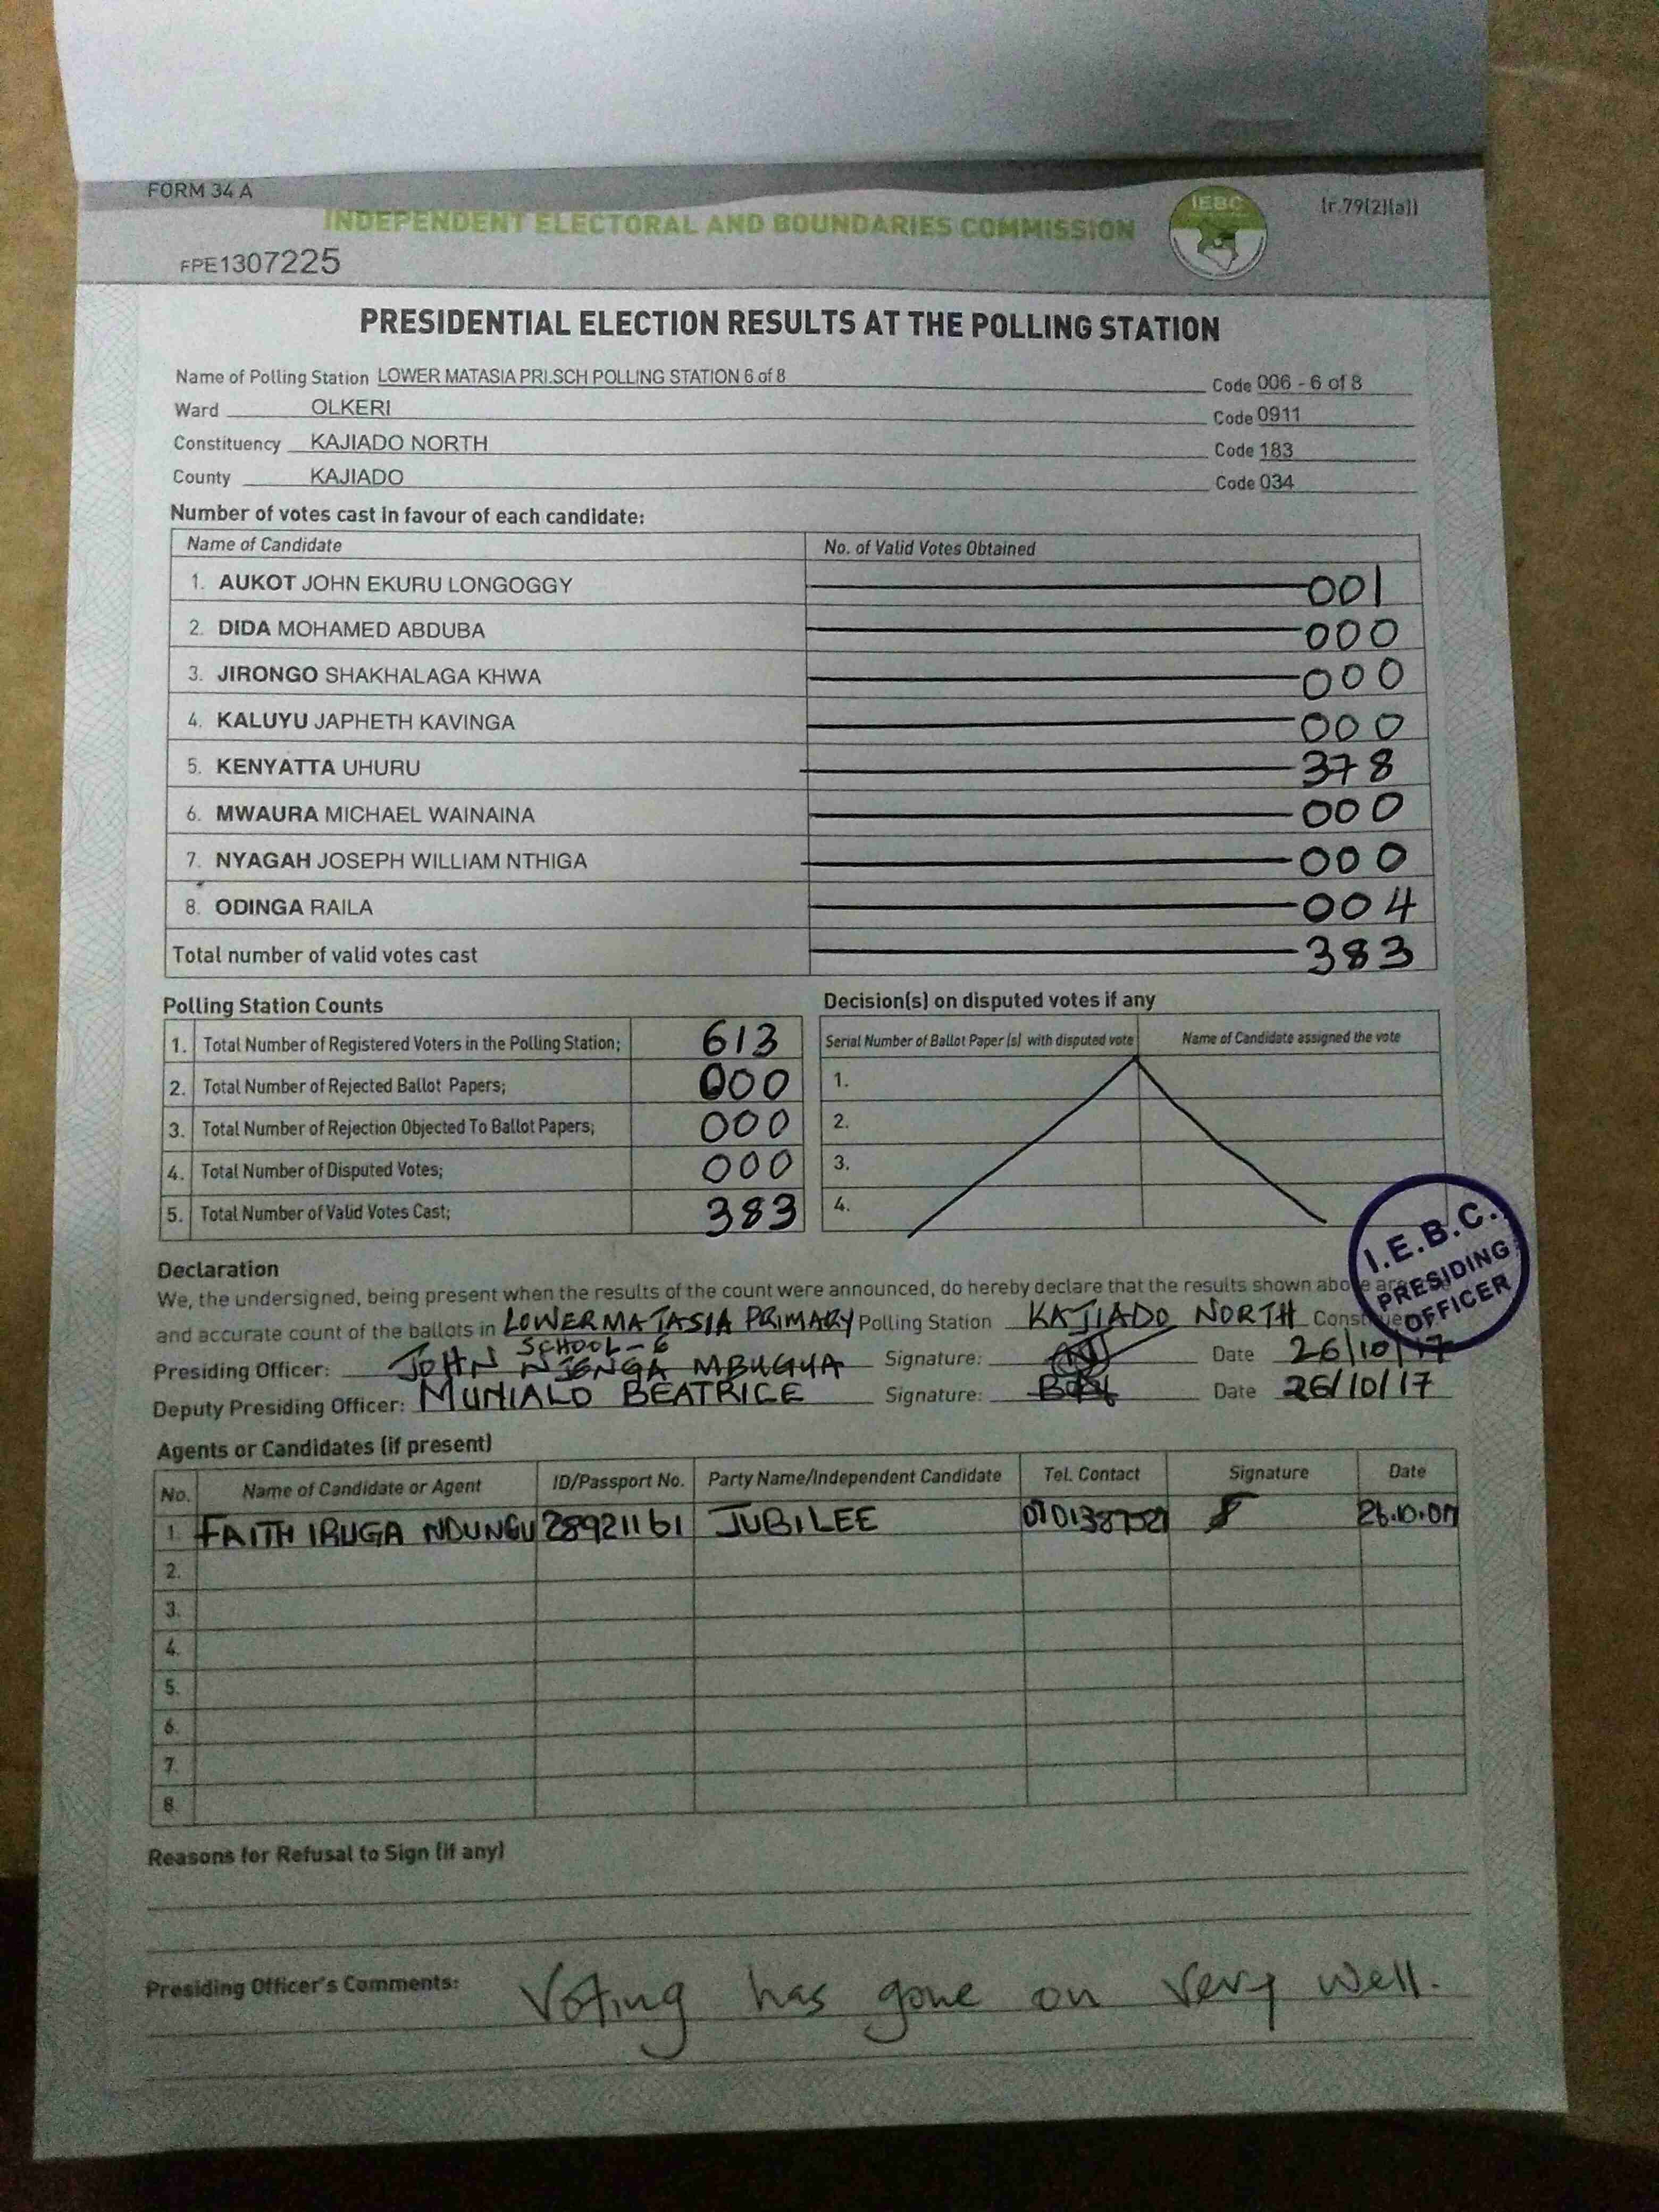 FORM 34 A
INDEPENDENT ELECTORAL AND BOUNDARIES COMMISSION
IEBC
(r.79(2)(a))
FPE1307225
PRESIDENTIAL ELECTION RESULTS AT THE POLLING STATION
Name of Polling Station LOWER MATASIA PRI.SCH POLLING STATION 6 of 8 Code 006 - 6 of 8
Ward OLKERI Code 0911
Constituency KAJIADO NORTH Code 183
County KAJIADO Code 034
Number of votes cast in favour of each candidate:
Name of Candidate No. of Valid Votes Obtained
1. AUKOT JOHN EKURU LONGOGGY 001
2. DIDA MOHAMED ABDUBA 000
3. JIRONGO SHAKHALAGA KHWA 000
4. KALUYU JAPHETH KAVINGA 000
5. KENYATTA UHURU 378
6. MWAURA MICHAEL WAINAINA 000
7. NYAGAH JOSEPH WILLIAM NTHIGA 000
8. ODINGA RAILA 004
Total number of valid votes cast 383
Polling Station Counts
1. Total Number of Registered Voters in the Polling Station; 613
2. Total Number of Rejected Ballot Papers; 000
3. Total Number of Rejection Objected To Ballot Papers; 000
4. Total Number of Disputed Votes; 000
5. Total Number of Valid Votes Cast; 383
Decision(s) on disputed votes if any
Serial Number of Ballot Paper (s) with disputed vote Name of Candidate assigned the vote
1.
2.
3.
4.
I.E.B.C.
PRESIDING
OFFICER
Declaration
We, the undersigned, being present when the results of the count were announced, do hereby declare that the results shown above are
and accurate count of the ballots in LOWER MATASIA PRIMARY Polling Station KAJIADO NORTH
SCHOOL - 6
Presiding Officer: JOHN NJENGA MBUGUA Signature: Date 26/10/17
Deputy Presiding Officer: MUNIALO BEATRICE Signature: Date 26/10/17
Agents or Candidates (if present)
No. Name of Candidate or Agent ID/Passport No. Party Name/Independent Candidate Tel. Contact Signature Date
1. FAITH IRUGA NDUNGU 28921161 JUBILEE
2.
3.
4.
5.
6.
7.
8.
Reasons for Refusal to Sign (if any)
Presiding Officer's Comments: Voting has gone on very well.